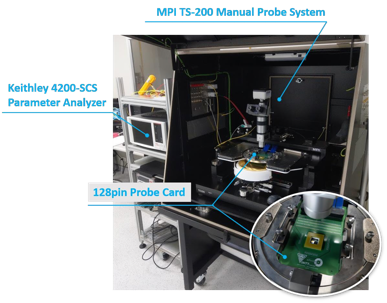 MPI TS-200 Manual Probe System
Keithley 4200-SCS
Parameter Analyzer
128pin Probe Card